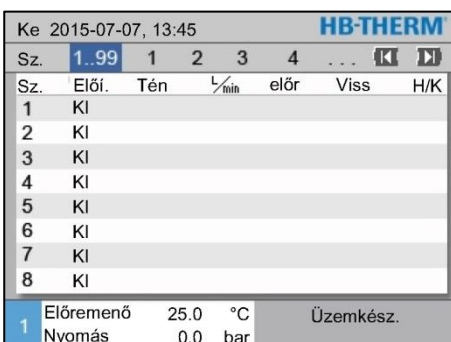 Ke 2015-07-07, 13:45 HB-THERM
Sz. 1..99 1 2 3 4 ...
Sz. Előí. Tén L/min előr Viss H/K
1 KI
2 KI
3 KI
4 KI
5 KI
6 KI
7 KI
8 KI
1 Előremenő 25.0 °C Üzemkész.
Nyomás 0.0 bar